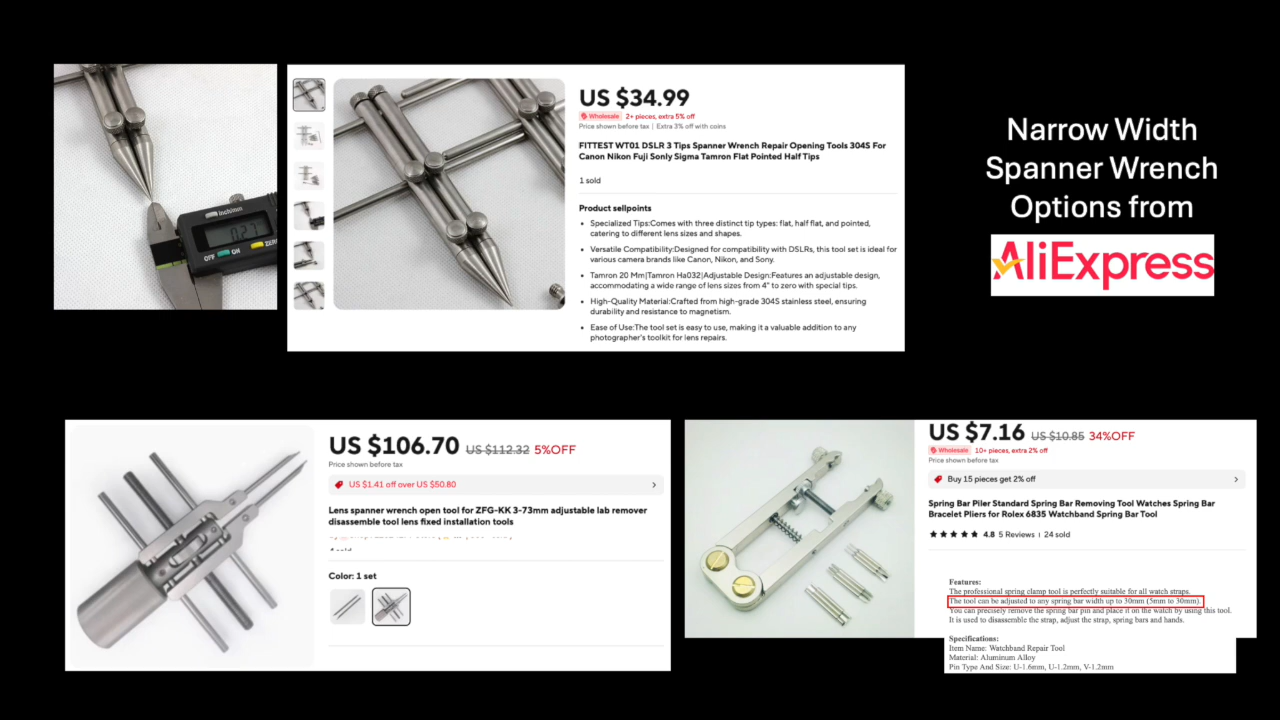 Narrow Width
Spanner Wrench
Options from
AliExpress
inch/mm
0.27
OFF
ON
ZERO
US $34.99
Wholesale 2+ pieces, extra 5% off
Price shown before tax | Extra 3% off with coins
FITTEST WT01 DSLR 3 Tips Spanner Wrench Repair Opening Tools 304S For
Canon Nikon Fuji Sonly Sigma Tamron Flat Pointed Half Tips
1 sold
Product sellpoints
Specialized Tips:Comes with three distinct tip types: flat, half flat, and pointed,
catering to different lens sizes and shapes.
Versatile Compatibility:Designed for compatibility with DSLRs, this tool set is ideal for
various camera brands like Canon, Nikon, and Sony.
Tamron 20 Mm|Tamron Ha032|Adjustable Design:Features an adjustable design,
accommodating a wide range of lens sizes from 4" to zero with special tips.
High-Quality Material:Crafted from high-grade 304S stainless steel, ensuring
durability and resistance to magnetism.
Ease of Use:The tool set is easy to use, making it a valuable addition to any
photographer's toolkit for lens repairs.
US $106.70 US $112.32 5%OFF
Price shown before tax
US $1.41 off over US $50.80
Lens spanner wrench open tool for ZFG-KK 3-73mm adjustable lab remover
disassemble tool lens fixed installation tools
Color: 1 set
US $7.16 US $10.85 34%OFF
Wholesale 10+ pieces, extra 2% off
Price shown before tax
Buy 15 pieces get 2% off
Spring Bar Piler Standard Spring Bar Removing Tool Watches Spring Bar
Bracelet Pliers for Rolex 6835 Watchband Spring Bar Tool
4.8 5 Reviews | 24 sold
Features:
The professional spring clamp tool is perfectly suitable for all watch straps.
The tool can be adjusted to any spring bar width up to 30mm (5mm to 30mm).
You can precisely remove the spring bar pin and place it on the watch by using this tool.
It is used to disassemble the strap, adjust the strap, spring bars and hands.
Specifications:
Item Name: Watchband Repair Tool
Material: Aluminum Alloy
Pin Type And Size: U-1.6mm, U-1.2mm, V-1.2mm